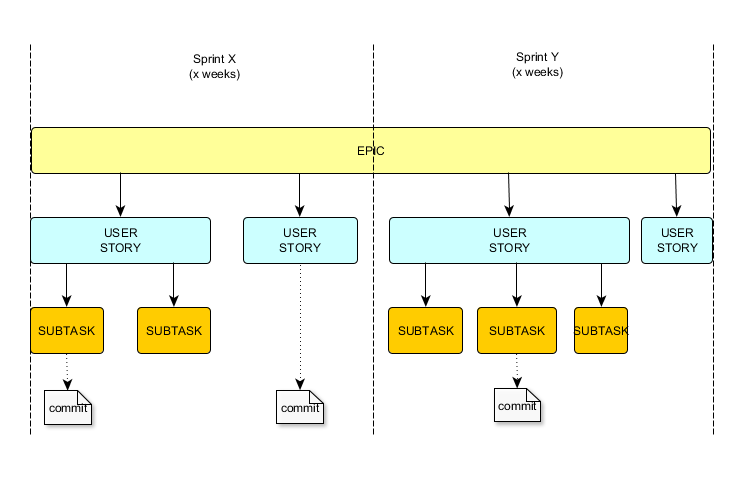 Sprint X
(x weeks)
Sprint Y
(x weeks)
EPIC
USER
STORY
USER
STORY
USER
STORY
USER
STORY
SUBTASK
SUBTASK
SUBTASK
SUBTASK
SUBTASK
commit
commit
commit